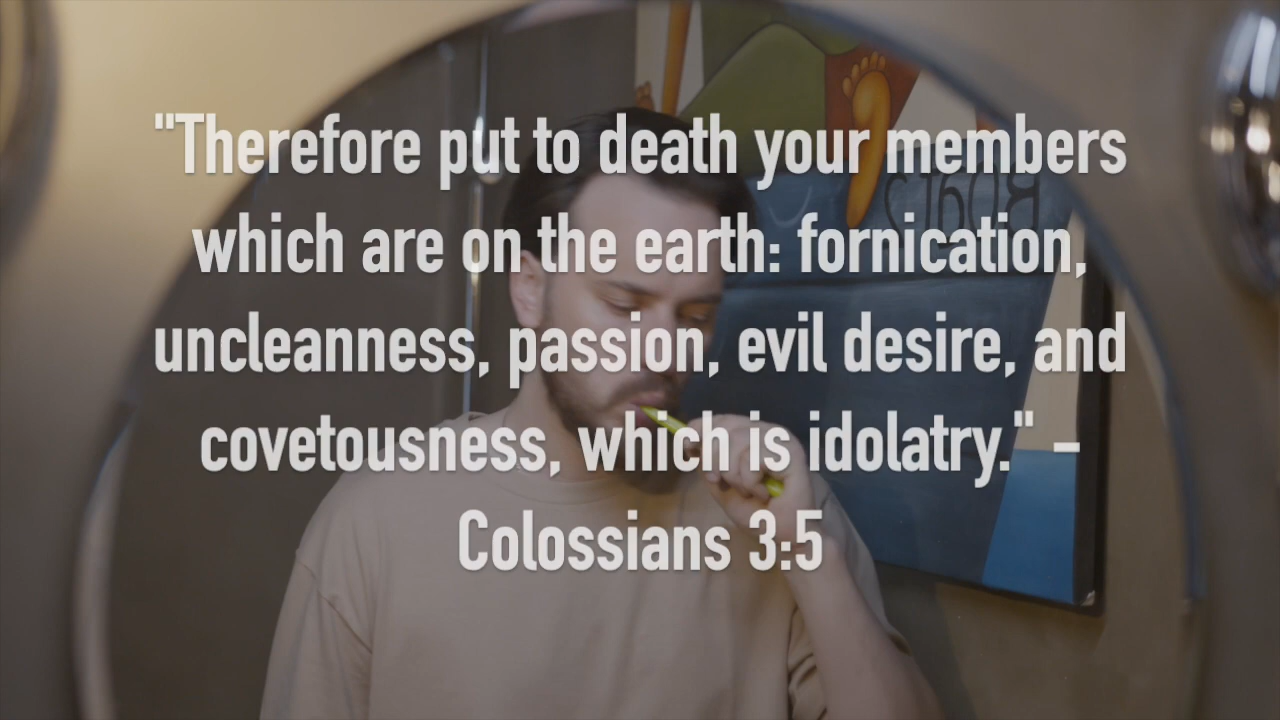 "Therefore put to death your members
which are on the earth: fornication,
uncleanness, passion, evil desire, and
covetousness, which is idolatry." –
Colossians 3:5